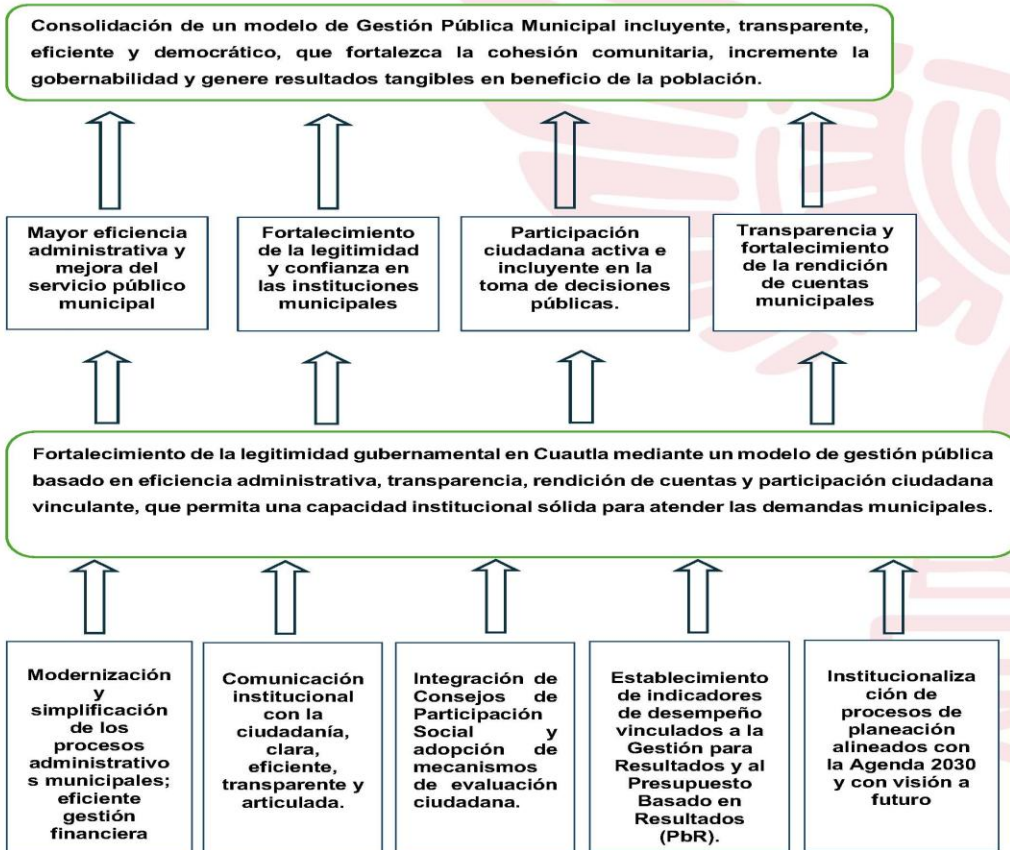 Consolidación de un modelo de Gestión Pública Municipal incluyente, transparente,
eficiente y democrático, que fortalezca la cohesión comunitaria, incremente la
gobernabilidad y genere resultados tangibles en beneficio de la población.
Mayor eficiencia
administrativa y
mejora del
servicio público
municipal
Fortalecimiento
de la legitimidad
y confianza en
las instituciones
municipales
Participación
ciudadana activa e
incluyente en la
toma de decisiones
públicas.
Transparencia y
fortalecimiento
de la rendición
de cuentas
municipales
Fortalecimiento de la legitimidad gubernamental en Cuautla mediante un modelo de gestión pública
basado en eficiencia administrativa, transparencia, rendición de cuentas y participación ciudadana
vinculante, que permita una capacidad institucional sólida para atender las demandas municipales.
Modernización
y
simplificación
de los
procesos
administrativo
s municipales;
eficiente
gestión
financiera
Comunicación
institucional
con la
ciudadanía,
clara,
eficiente,
transparente y
articulada.
Integración de
Consejos de
Participación
Social y
adopción de
mecanismos
de evaluación
ciudadana.
Establecimiento
de indicadores
de desempeño
vinculados a la
Gestión para
Resultados y al
Presupuesto
Basado en
Resultados
(PbR).
Institucionaliza
ción de
procesos de
planeación
alineados con
la Agenda 2030
y con visión a
futuro